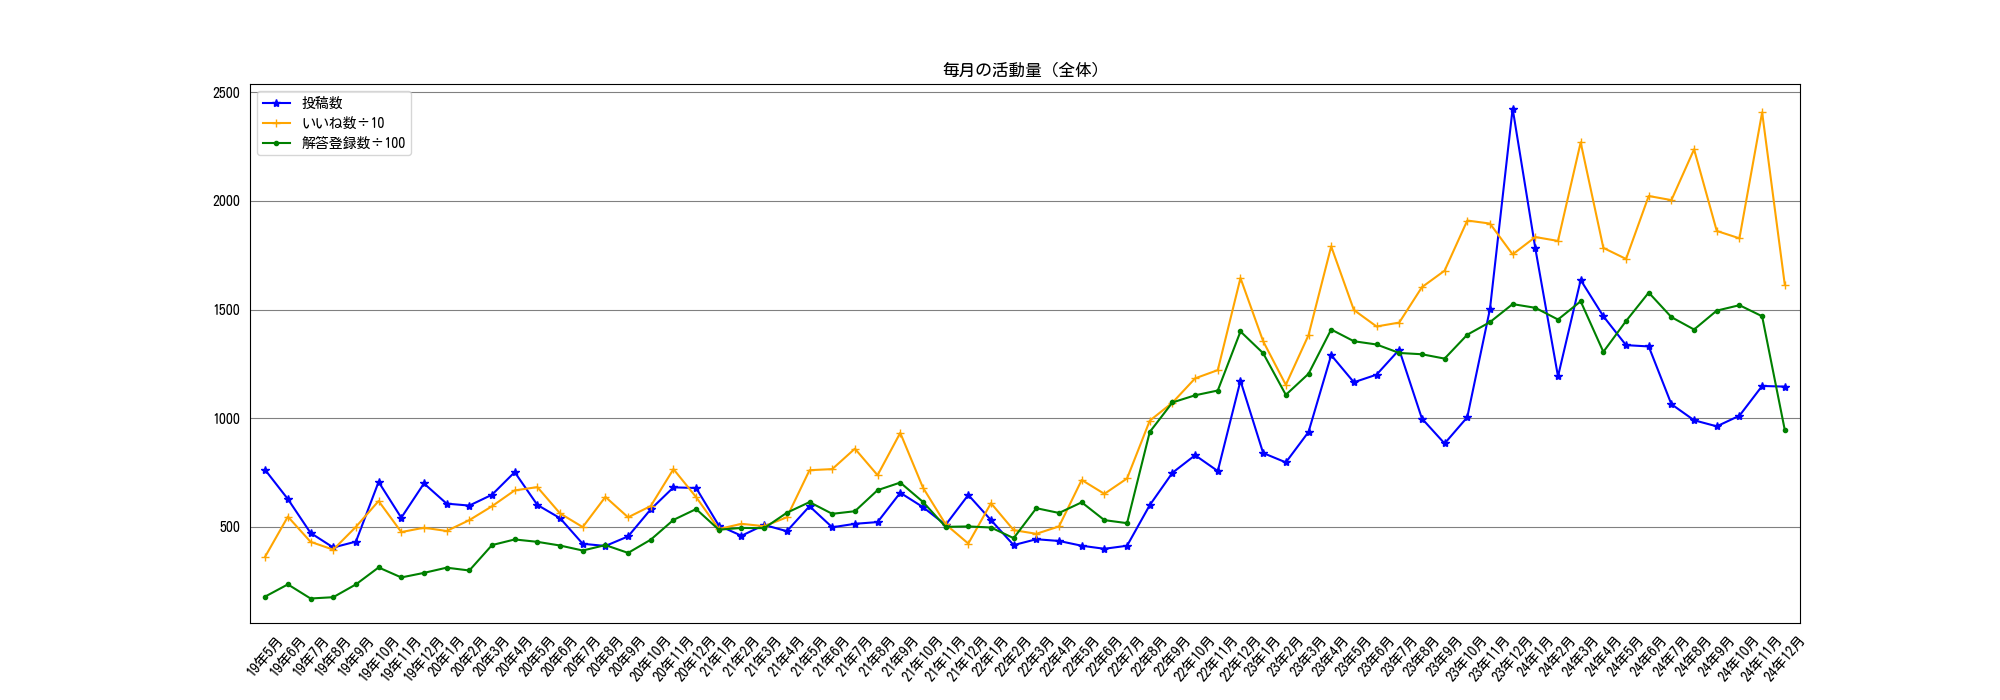 毎月の活動量（全体）
投稿数
いいね数÷10
解答登録数÷100
2500
2000
1500
1000
500
19年5月
19年6月
19年7月
19年8月
19年9月
19年10月
19年11月
19年12月
20年1月
20年2月
20年3月
20年4月
20年5月
20年6月
20年7月
20年8月
20年9月
20年10月
20年11月
20年12月
21年1月
21年2月
21年3月
21年4月
21年5月
21年6月
21年7月
21年8月
21年9月
21年10月
21年11月
21年12月
22年1月
22年2月
22年3月
22年4月
22年5月
22年6月
22年7月
22年8月
22年9月
22年10月
22年11月
22年12月
23年1月
23年2月
23年3月
23年4月
23年5月
23年6月
23年7月
23年8月
23年9月
23年10月
23年11月
23年12月
24年1月
24年2月
24年3月
24年4月
24年5月
24年6月
24年7月
24年8月
24年9月
24年10月
24年11月
24年12月